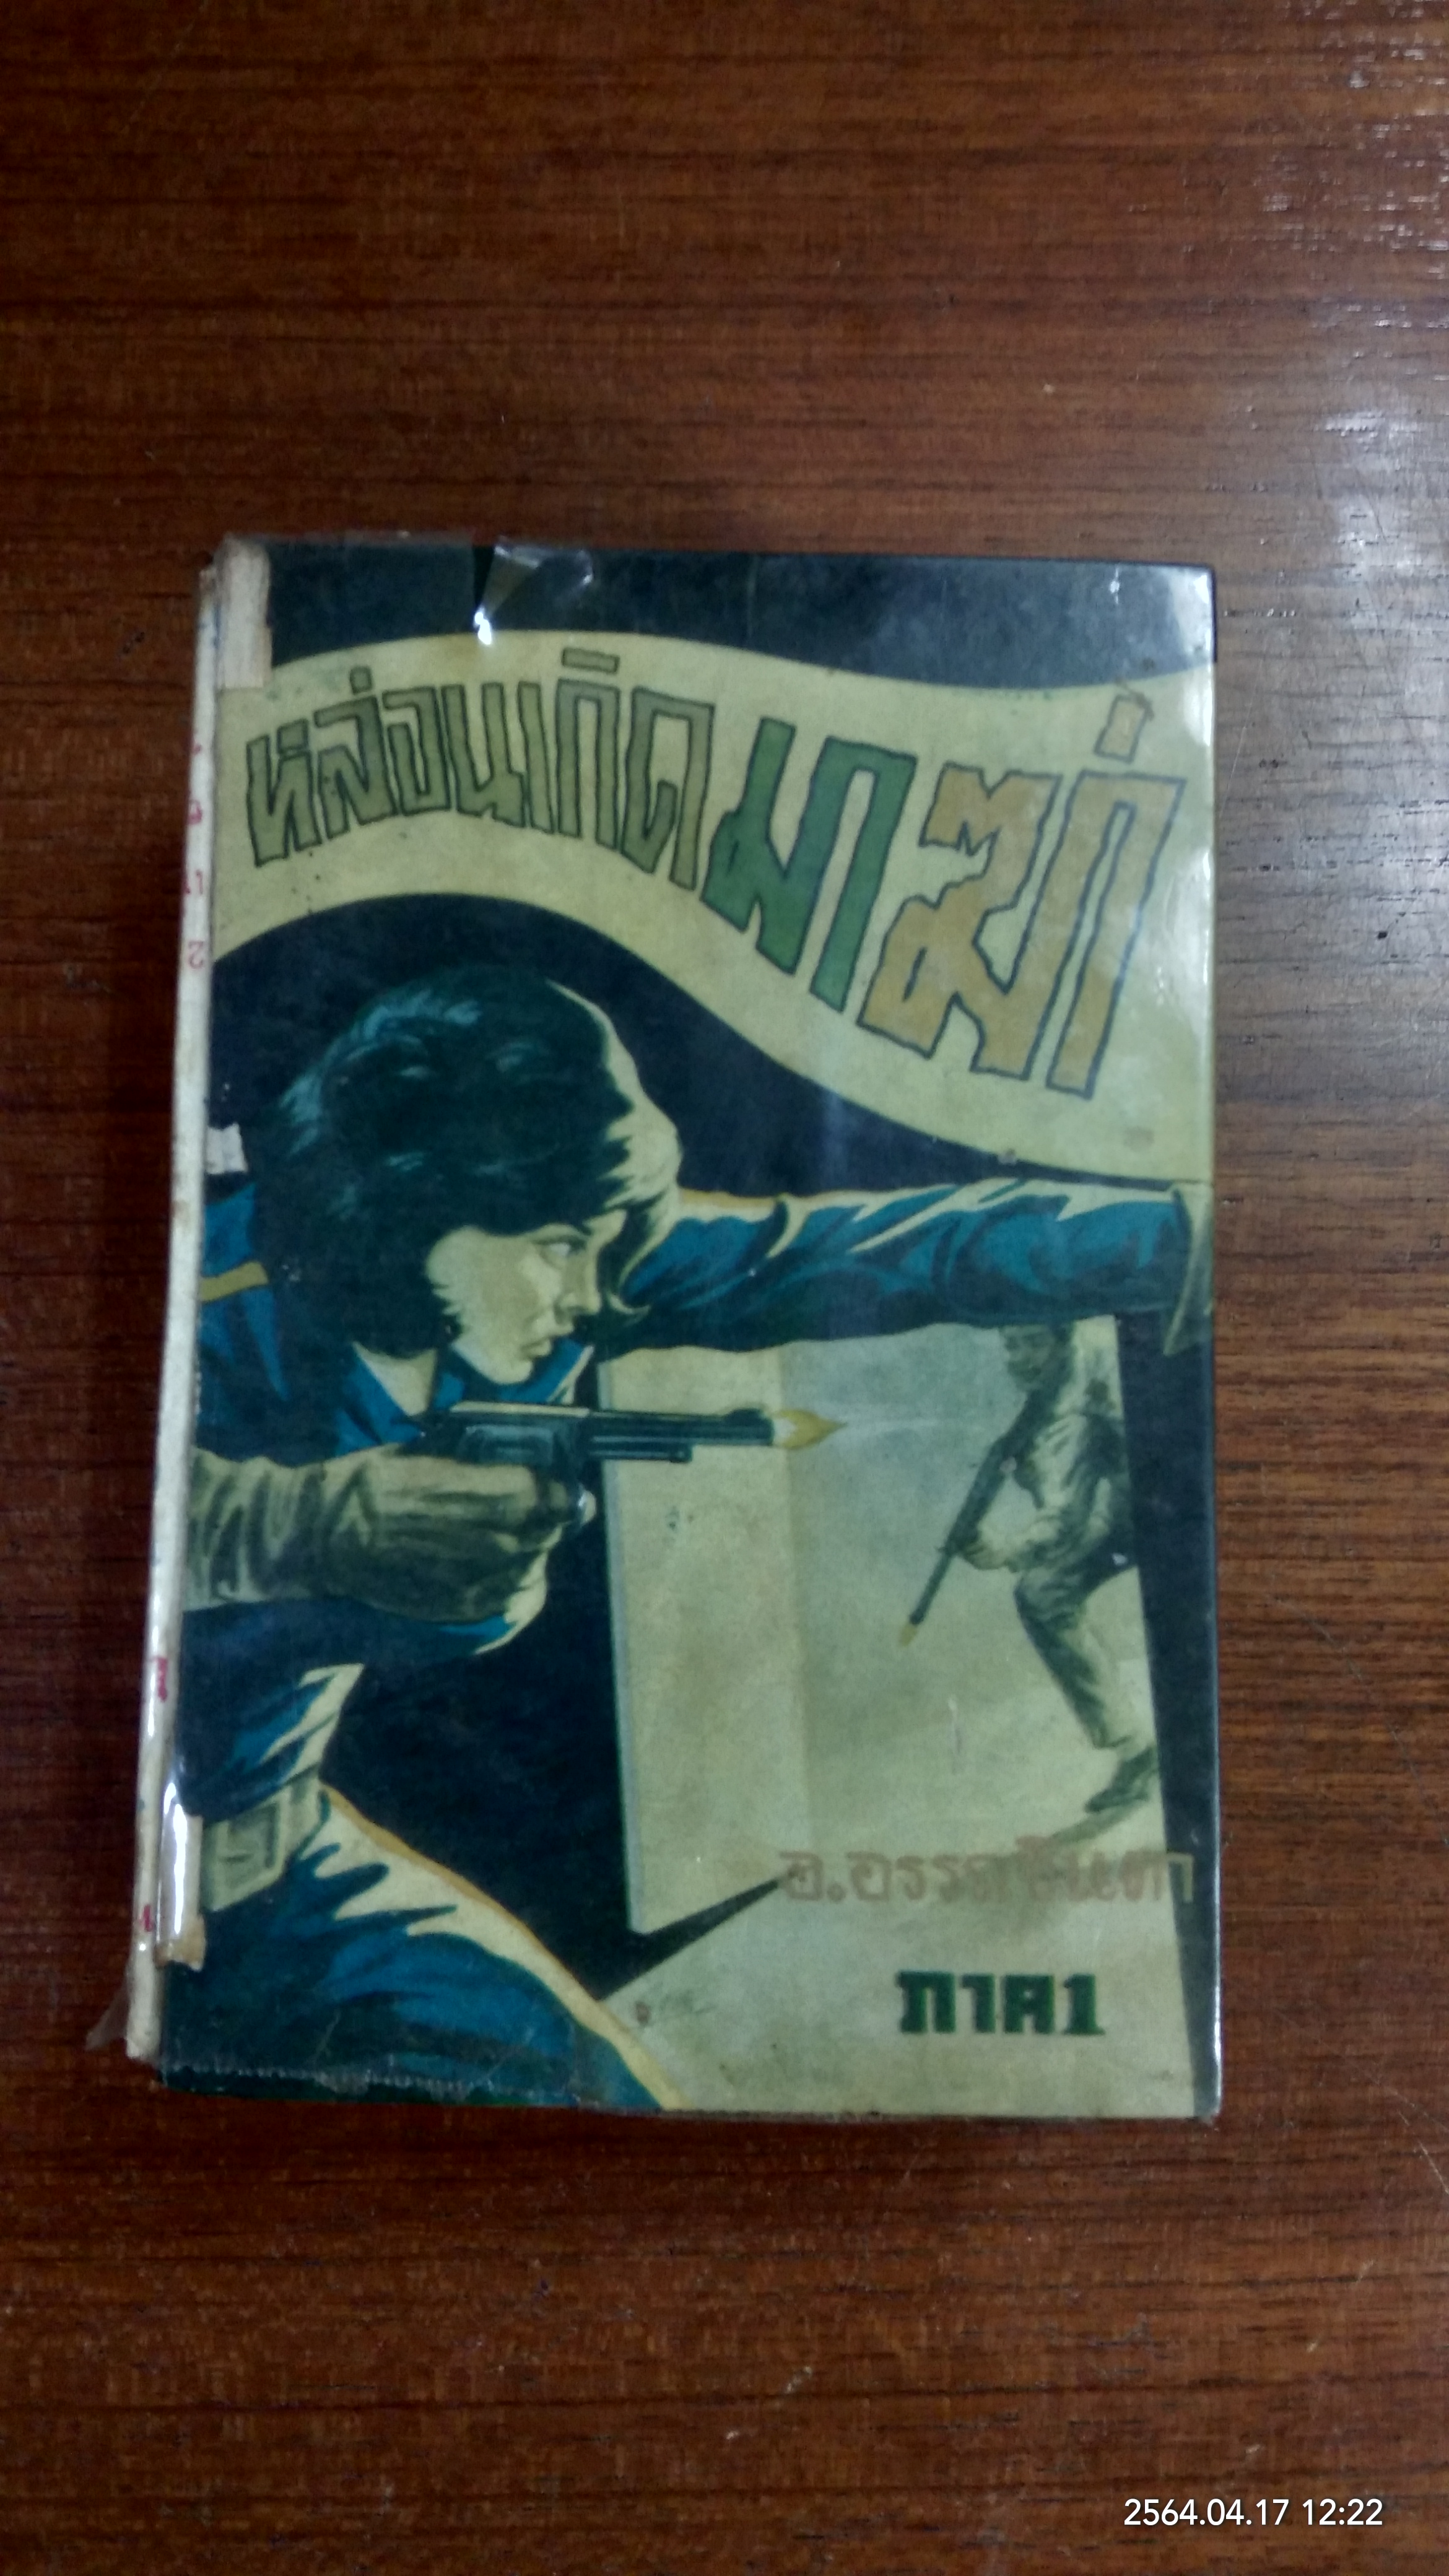 หล่อนเกิดมาฆ่า
อ.อรรถจินดา
ภาค1
2564.04.17 12:22